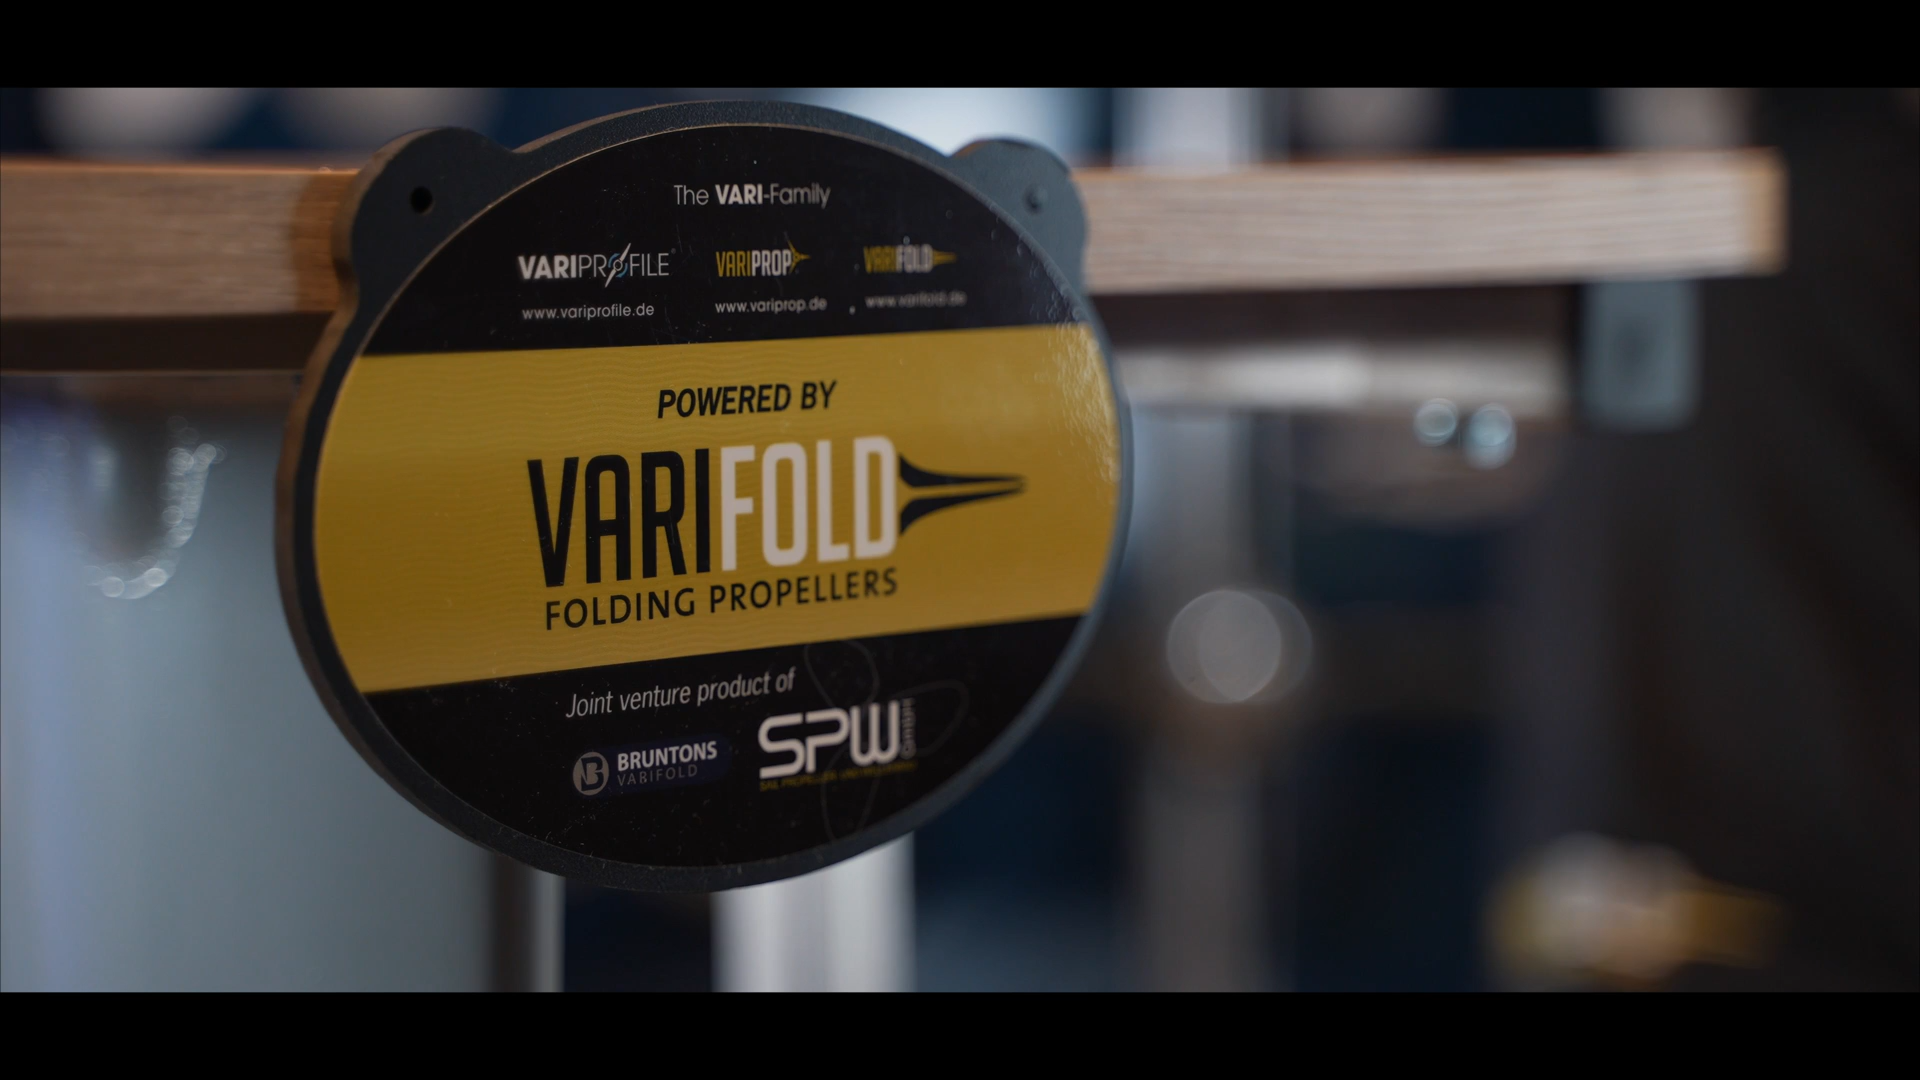 The VARI-Family
VARIPROFILE VARIPROP VARIFOLD
www.variprofile.de www.variprop.de www.varifold.de
POWERED BY
VARIFOLD
FOLDING PROPELLERS
Joint venture product of
BRUNTONS SPW GMBH
VARIFOLD